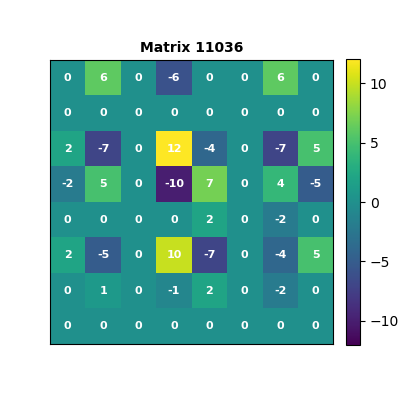 Matrix 11036
0 6 0 -6 0 0 6 0
0 0 0 0 0 0 0 0
2 -7 0 12 -4 0 -7 5
-2 5 0 -10 7 0 4 -5
0 0 0 0 2 0 -2 0
2 -5 0 10 -7 0 -4 5
0 1 0 -1 2 0 -2 0
0 0 0 0 0 0 0 0
10
5
0
−5
−10